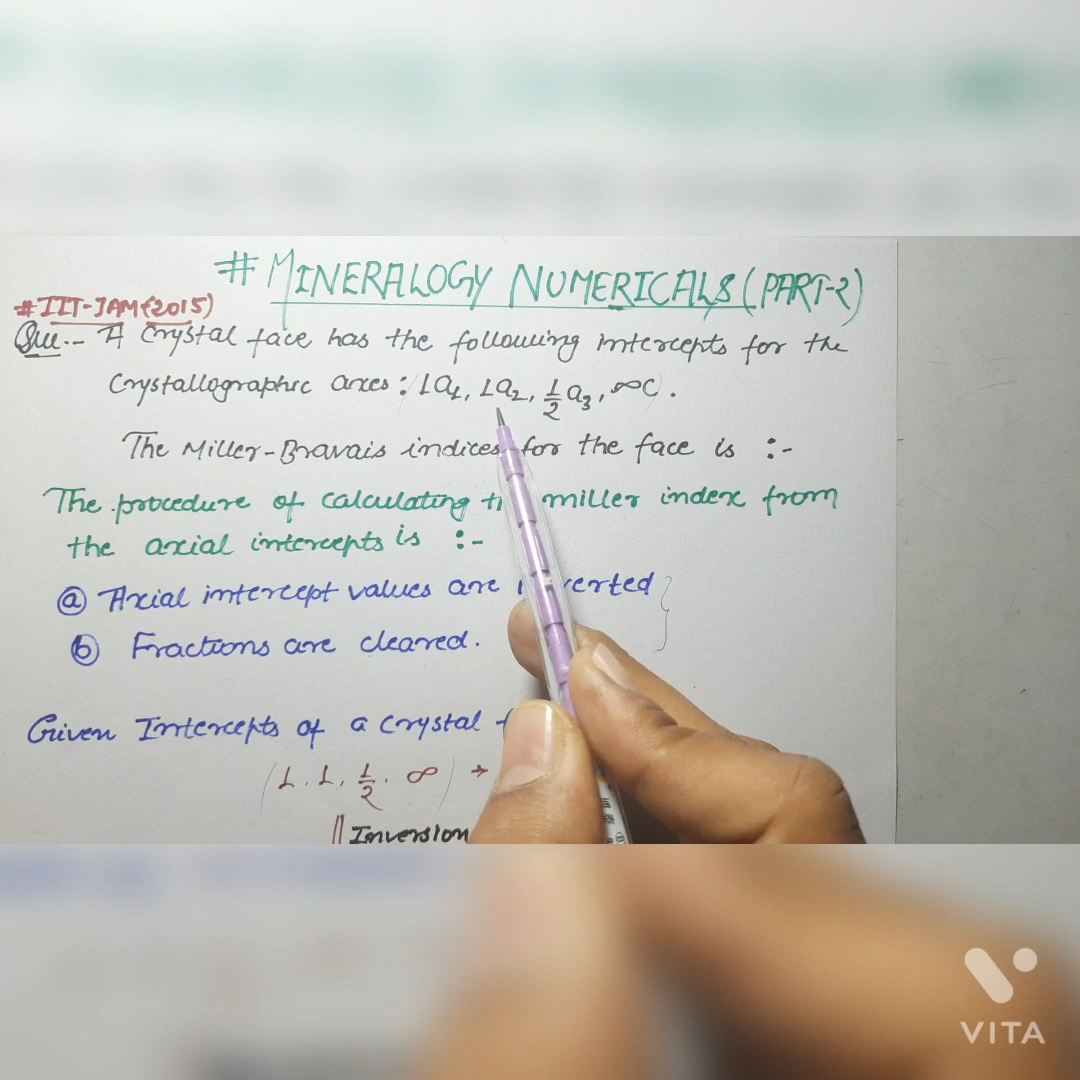 # MINERALOGY NUMERICALS (PART-2)
#IIT-JAM(2015)
Que.- A Crystal face has the following intercepts for the
Crystallographic axes: 1a1, 1a2, 1/2 a3, ∞C.
The Miller-Bravais indices for the face is :-
The procedure of calculating miller index from
the axial intercepts is :-
(a) Axial intercept values are
(b) Fractions are cleared.
Given Intercepts of a Crystal
(1, 1, 1/2, ∞) →
|| Inversion
VITA